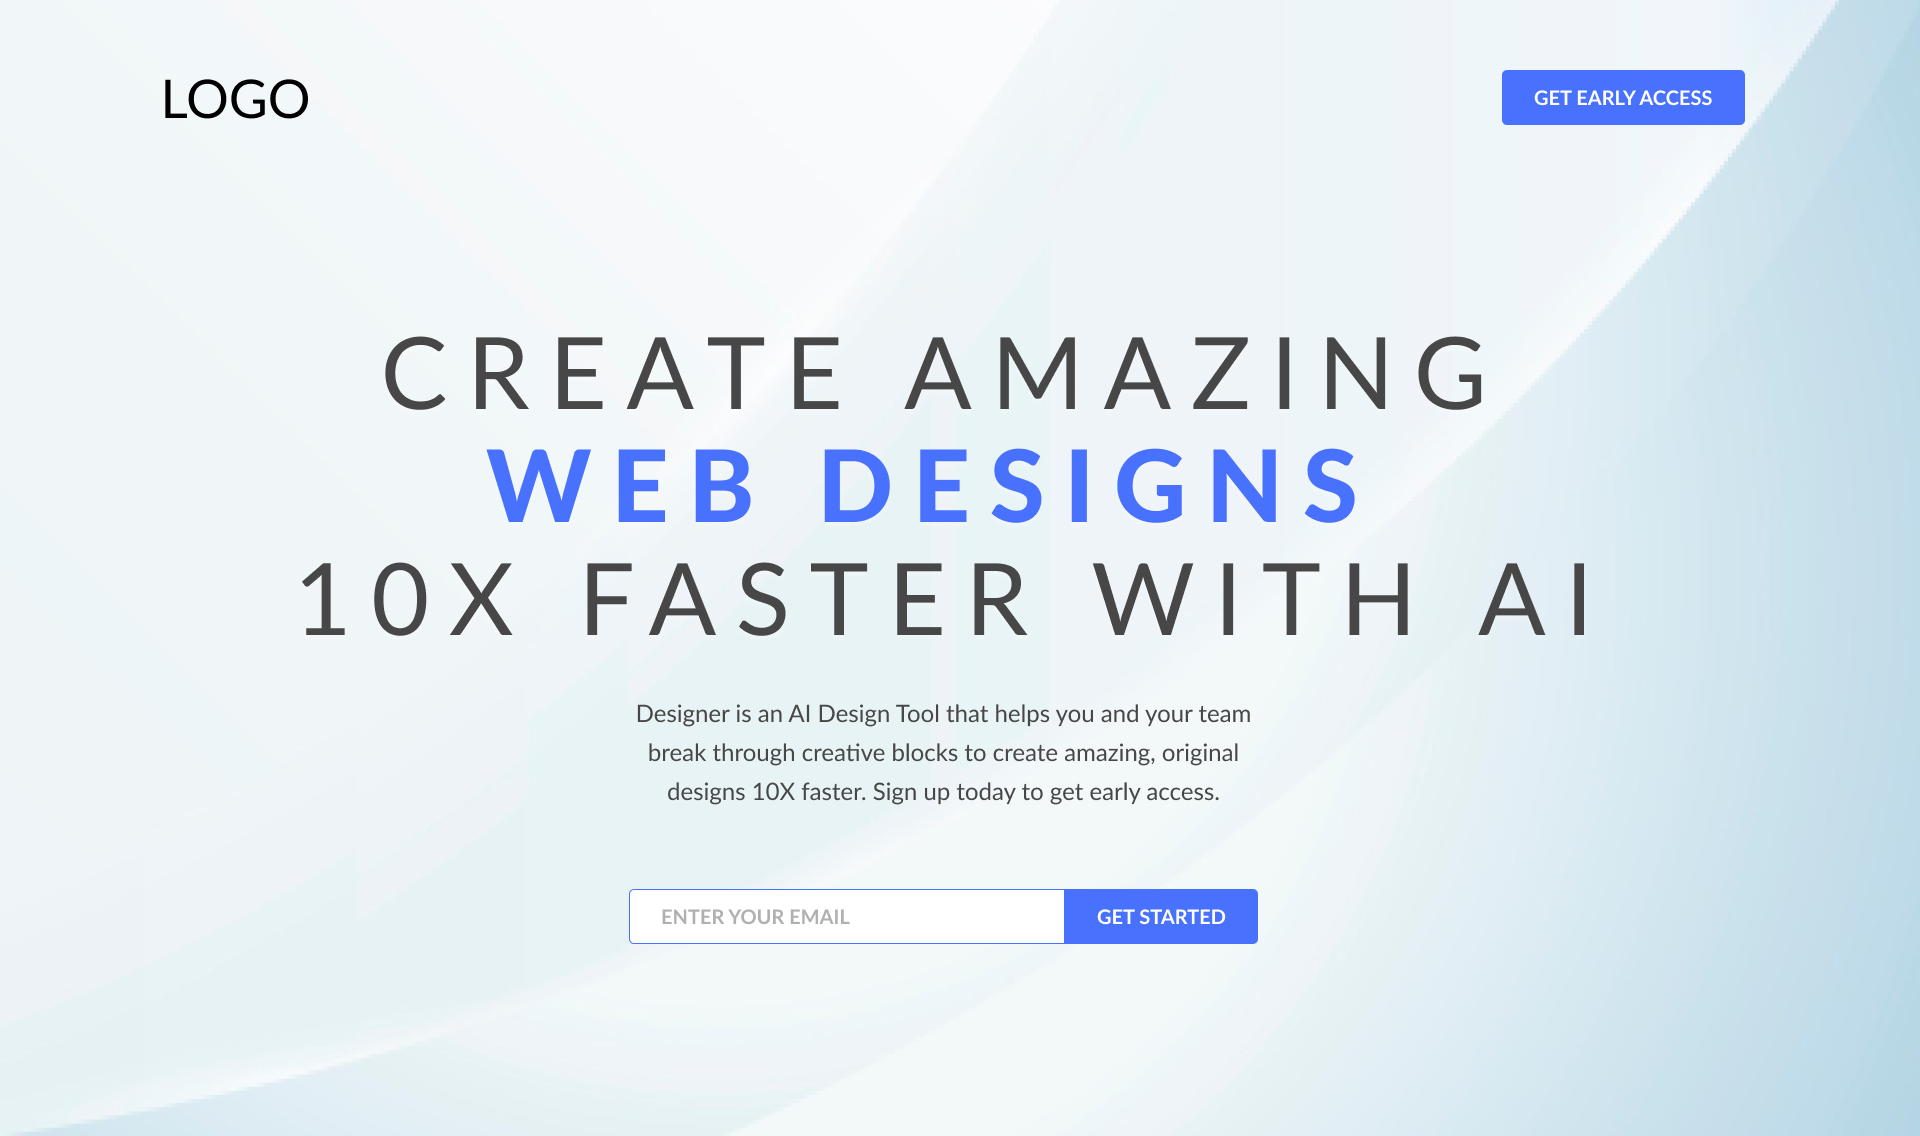 LOGO
GET EARLY ACCESS
CREATE AMAZING
WEB DESIGNS
10X FASTER WITH AI
Designer is an AI Design Tool that helps you and your team
break through creative blocks to create amazing, original
designs 10X faster. Sign up today to get early access.
ENTER YOUR EMAIL
GET STARTED